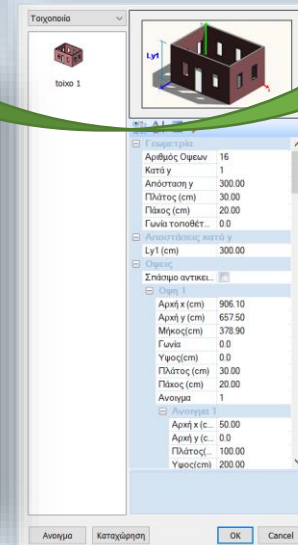 Τοιχοποιία
τοίχο 1
Ly1
Γεωμετρία
Αριθμός Οψεων 16
Κατά y 1
Απόσταση y 300.00
Πλάτος (cm) 30.00
Πάχος (cm) 20.00
Γωνία τοποθέτ... 0.0
Αποστάσεις κατά y
Ly1 (cm) 300.00
Οψεις
Σπάσιμο αντικει...
Οψη 1
Αρχή x (cm) 906.10
Αρχή y (cm) 657.50
Μήκος(cm) 378.90
Γωνία 0.0
Υψος(cm) 0.0
Πλάτος (cm) 30.00
Πάχος (cm) 20.00
Ανοιγμα 1
Ανοιγμα 1
Αρχή x (c... 50.00
Αρχή y (c... 0.0
Πλάτος(... 100.00
Υψος(cm) 200.00
Ανοιγμα Καταχώρηση OK Cancel